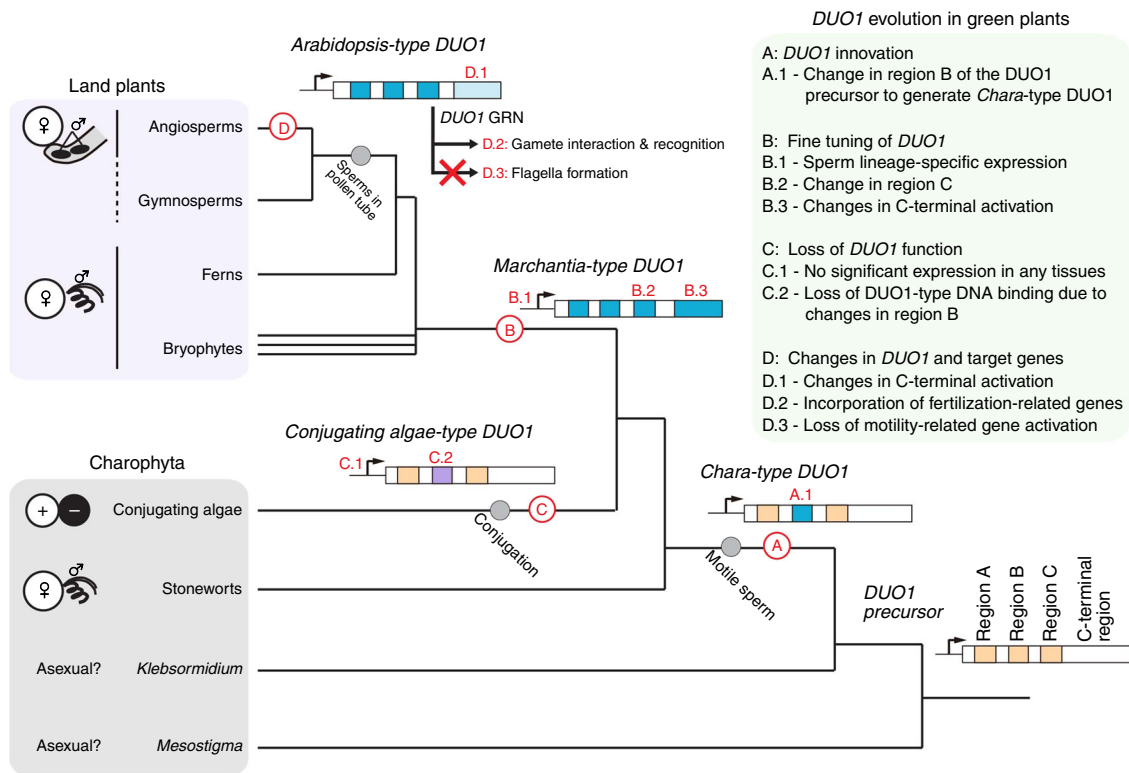 DUO1 evolution in green plants
A: DUO1 innovation
A.1 - Change in region B of the DUO1
precursor to generate Chara-type DUO1
B: Fine tuning of DUO1
B.1 - Sperm lineage-specific expression
B.2 - Change in region C
B.3 - Changes in C-terminal activation
C: Loss of DUO1 function
C.1 - No significant expression in any tissues
C.2 - Loss of DUO1-type DNA binding due to
changes in region B
D: Changes in DUO1 and target genes
D.1 - Changes in C-terminal activation
D.2 - Incorporation of fertilization-related genes
D.3 - Loss of motility-related gene activation
Arabidopsis-type DUO1
D.1
DUO1 GRN
D.2: Gamete interaction & recognition
D.3: Flagella formation
Land plants
♀ ♂
Angiosperms
D
Sperms in
pollen tube
Gymnosperms
♀ ♂
Ferns
Bryophytes
Marchantia-type DUO1
B.1 B.2 B.3
B
Conjugating algae-type DUO1
C.1 C.2
Charophyta
+ −
Conjugating algae
C
Conjugation
Chara-type DUO1
A.1
A
Motile sperm
♀ ♂
Stoneworts
DUO1
precursor
Region A
Region B
Region C
C-terminal
region
Asexual? Klebsormidium
Asexual? Mesostigma